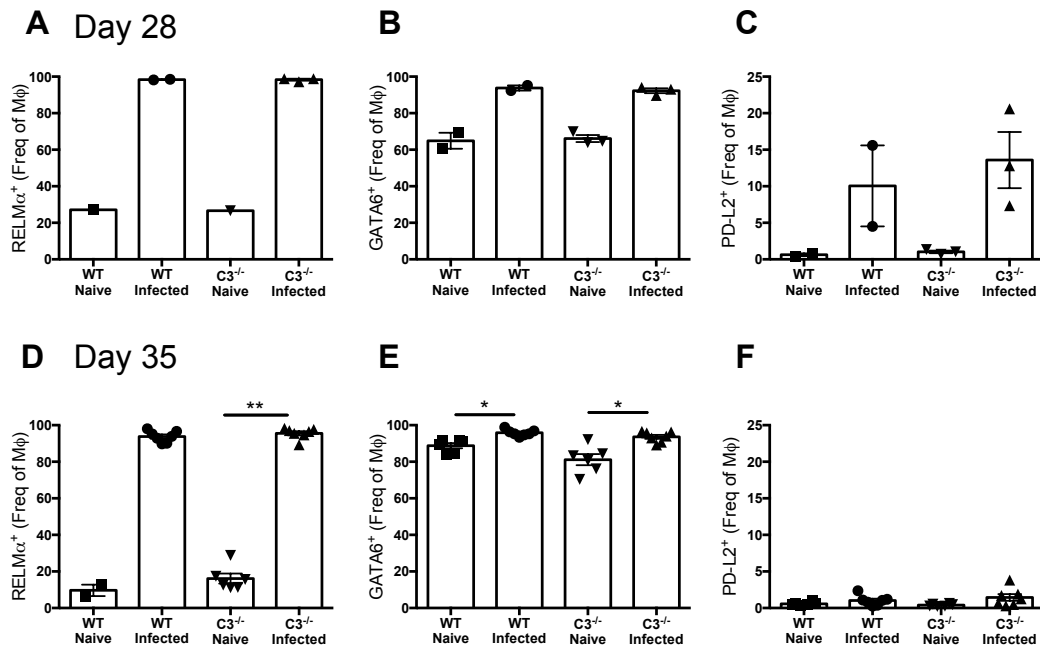 A Day 28
RELMα⁺ (Freq of Mϕ)
100
80
60
40
20
0
WT Naive
WT Infected
C3⁻/⁻ Naive
C3⁻/⁻ Infected
B
GATA6⁺ (Freq of Mϕ)
100
80
60
40
20
0
WT Naive
WT Infected
C3⁻/⁻ Naive
C3⁻/⁻ Infected
C
PD-L2⁺ (Freq of Mϕ)
25
20
15
10
5
0
WT Naive
WT Infected
C3⁻/⁻ Naive
C3⁻/⁻ Infected
D Day 35
RELMα⁺ (Freq of Mϕ)
100
80
60
40
20
0
**
WT Naive
WT Infected
C3⁻/⁻ Naive
C3⁻/⁻ Infected
E
GATA6⁺ (Freq of Mϕ)
100
80
60
40
20
0
*
*
WT Naive
WT Infected
C3⁻/⁻ Naive
C3⁻/⁻ Infected
F
PD-L2⁺ (Freq of Mϕ)
25
20
15
10
5
0
WT Naive
WT Infected
C3⁻/⁻ Naive
C3⁻/⁻ Infected